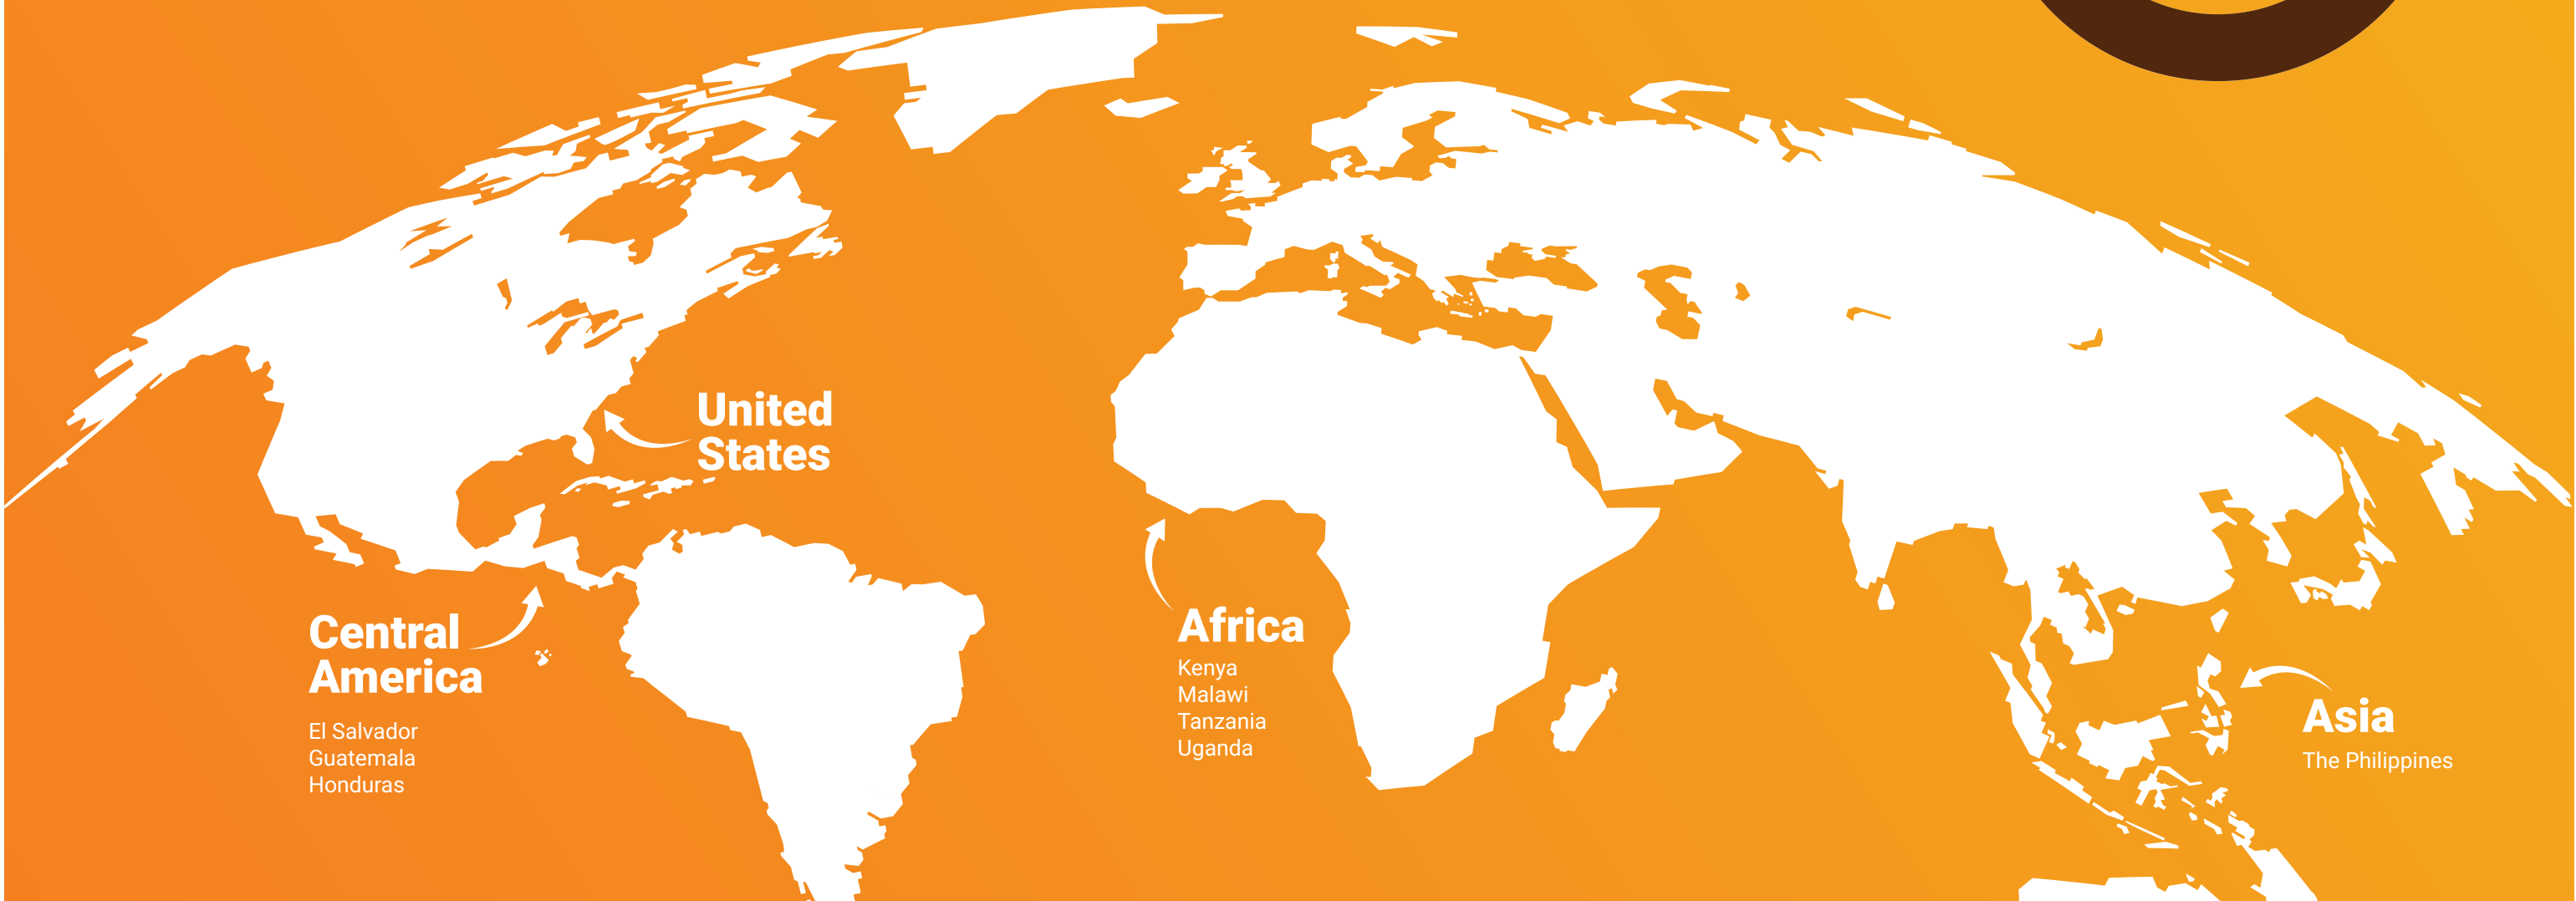 United
States
Central
America
El Salvador
Guatemala
Honduras
Africa
Kenya
Malawi
Tanzania
Uganda
Asia
The Philippines